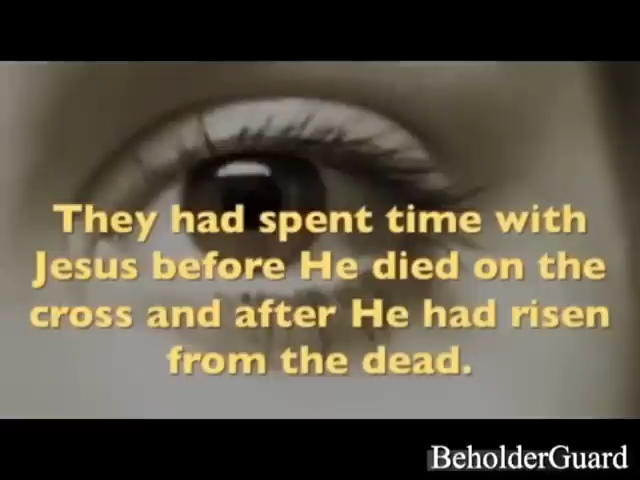 They had spent time with
Jesus before He died on the
cross and after He had risen
from the dead.
BeholderGuard